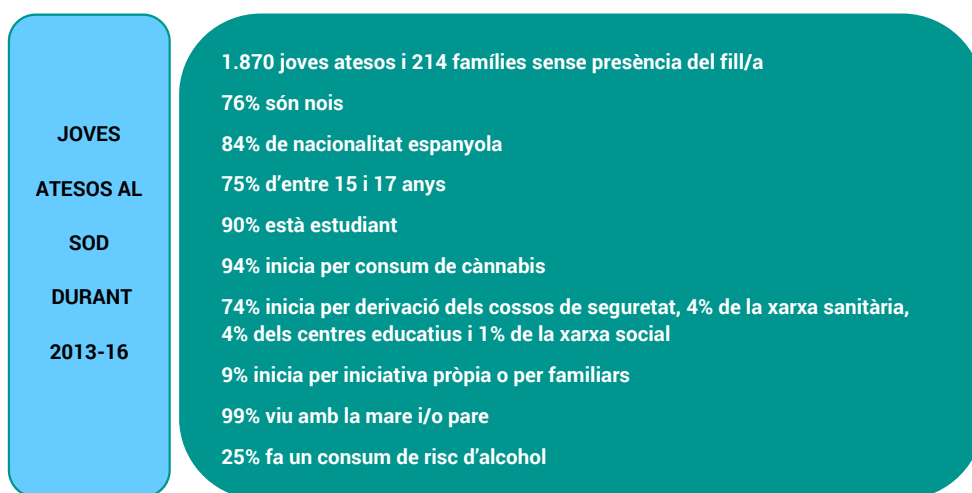 JOVES
ATESOS AL
SOD
DURANT
2013-16
1.870 joves atesos i 214 famílies sense presència del fill/a
76% són nois
84% de nacionalitat espanyola
75% d’entre 15 i 17 anys
90% està estudiant
94% inicia per consum de cànnabis
74% inicia per derivació dels cossos de seguretat, 4% de la xarxa sanitària,
4% dels centres educatius i 1% de la xarxa social
9% inicia per iniciativa pròpia o per familiars
99% viu amb la mare i/o pare
25% fa un consum de risc d’alcohol